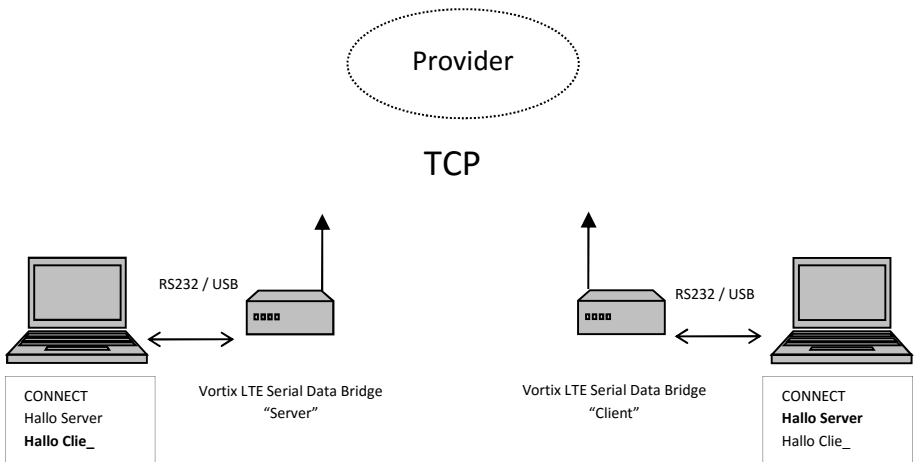 Provider
TCP
RS232 / USB
RS232 / USB
Vortix LTE Serial Data Bridge
“Server”
Vortix LTE Serial Data Bridge
“Client”
CONNECT
Hallo Server
Hallo Clie_
CONNECT
Hallo Server
Hallo Clie_